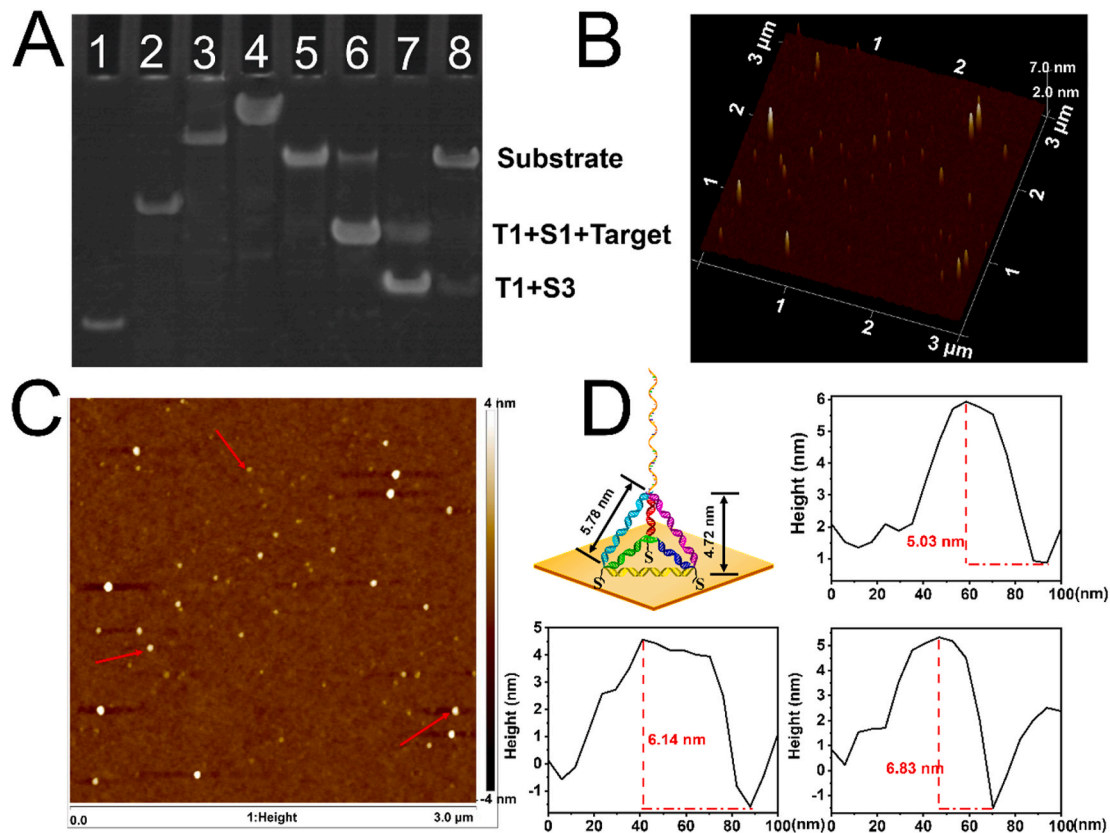 A
1 2 3 4 5 6 7 8
Substrate
T1+S1+Target
T1+S3
B
3 μm
1
2
7.0 nm
2.0 nm
3 μm
2
1
2
1
1
2
3 μm
C
4 nm
-4 nm
0.0
1:Height
3.0 μm
D
5.78 nm
4.72 nm
S
S
S
Height (nm)
6
5
4
3
2
1
5.03 nm
0 20 40 60 80 100(nm)
Height (nm)
5
4
3
2
1
0
-1
6.14 nm
0 20 40 60 80 100(nm)
Height (nm)
5
4
3
2
1
0
-1
6.83 nm
0 20 40 60 80 100(nm)